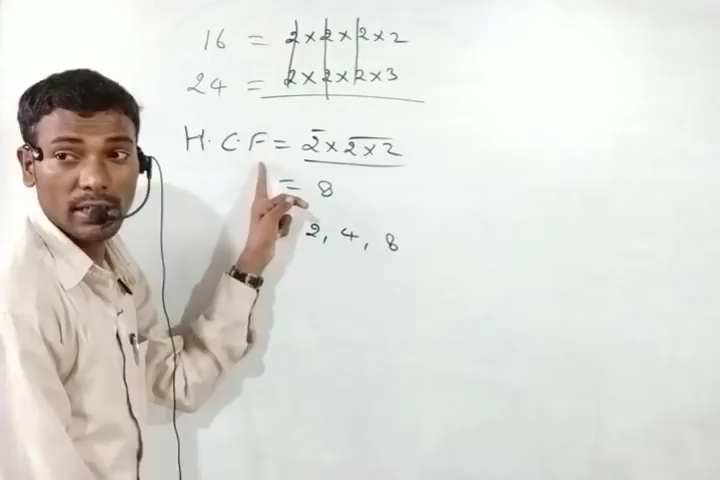 16 = 2×2×2×2
24 = 2×2×2×3
H.C.F = 2×2×2
= 8
2, 4, 8